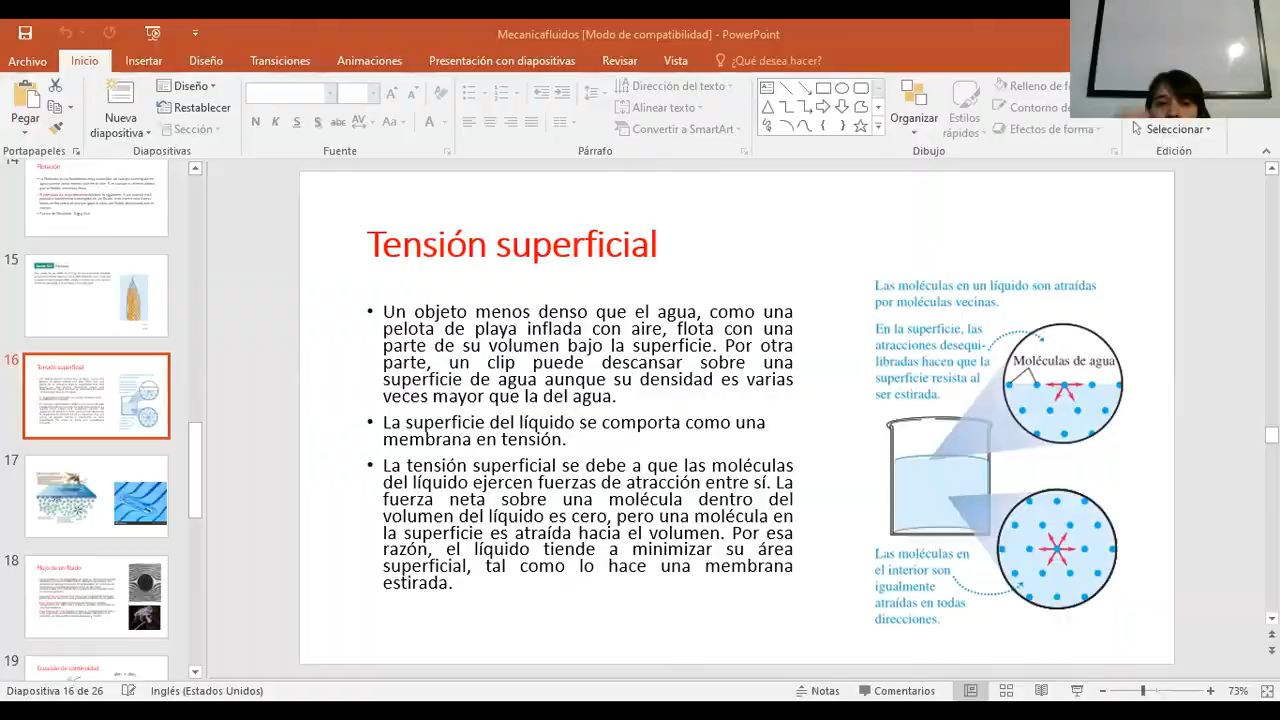 Mecanicafluidos [Modo de compatibilidad] - PowerPoint
Archivo Inicio Insertar Diseño Transiciones Animaciones Presentación con diapositivas Revisar Vista ¿Qué desea hacer?
Pegar
Nueva diapositiva
Diseño
Restablecer
Sección
N K S S abc AV Aa A
Dirección del texto
Alinear texto
Convertir a SmartArt
Organizar
Estilos rápidos
Relleno de
Contorno de
Efectos de forma
Seleccionar
Portapapeles Diapositivas Fuente Párrafo Dibujo Edición
14
Flotación
15
16
Tensión superficial
17
18
Flujo de un fluido
19
Ecuación de continuidad
Tensión superficial
• Un objeto menos denso que el agua, como una
pelota de playa inflada con aire, flota con una
parte de su volumen bajo la superficie. Por otra
parte, un clip puede descansar sobre una
superficie de agua aunque su densidad es varias
veces mayor que la del agua.
• La superficie del líquido se comporta como una
membrana en tensión.
• La tensión superficial se debe a que las moléculas
del líquido ejercen fuerzas de atracción entre sí. La
fuerza neta sobre una molécula dentro del
volumen del líquido es cero, pero una molécula en
la superficie es atraída hacia el volumen. Por esa
razón, el líquido tiende a minimizar su área
superficial, tal como lo hace una membrana
estirada.
Las moléculas en un líquido son atraídas
por moléculas vecinas.
En la superficie, las
atracciones desequi-
libradas hacen que la
superficie resista al
ser estirada.
Moléculas de agua
Las moléculas en
el interior son
igualmente
atraídas en todas
direcciones.
Diapositiva 16 de 26 Inglés (Estados Unidos) Notas Comentarios 73%